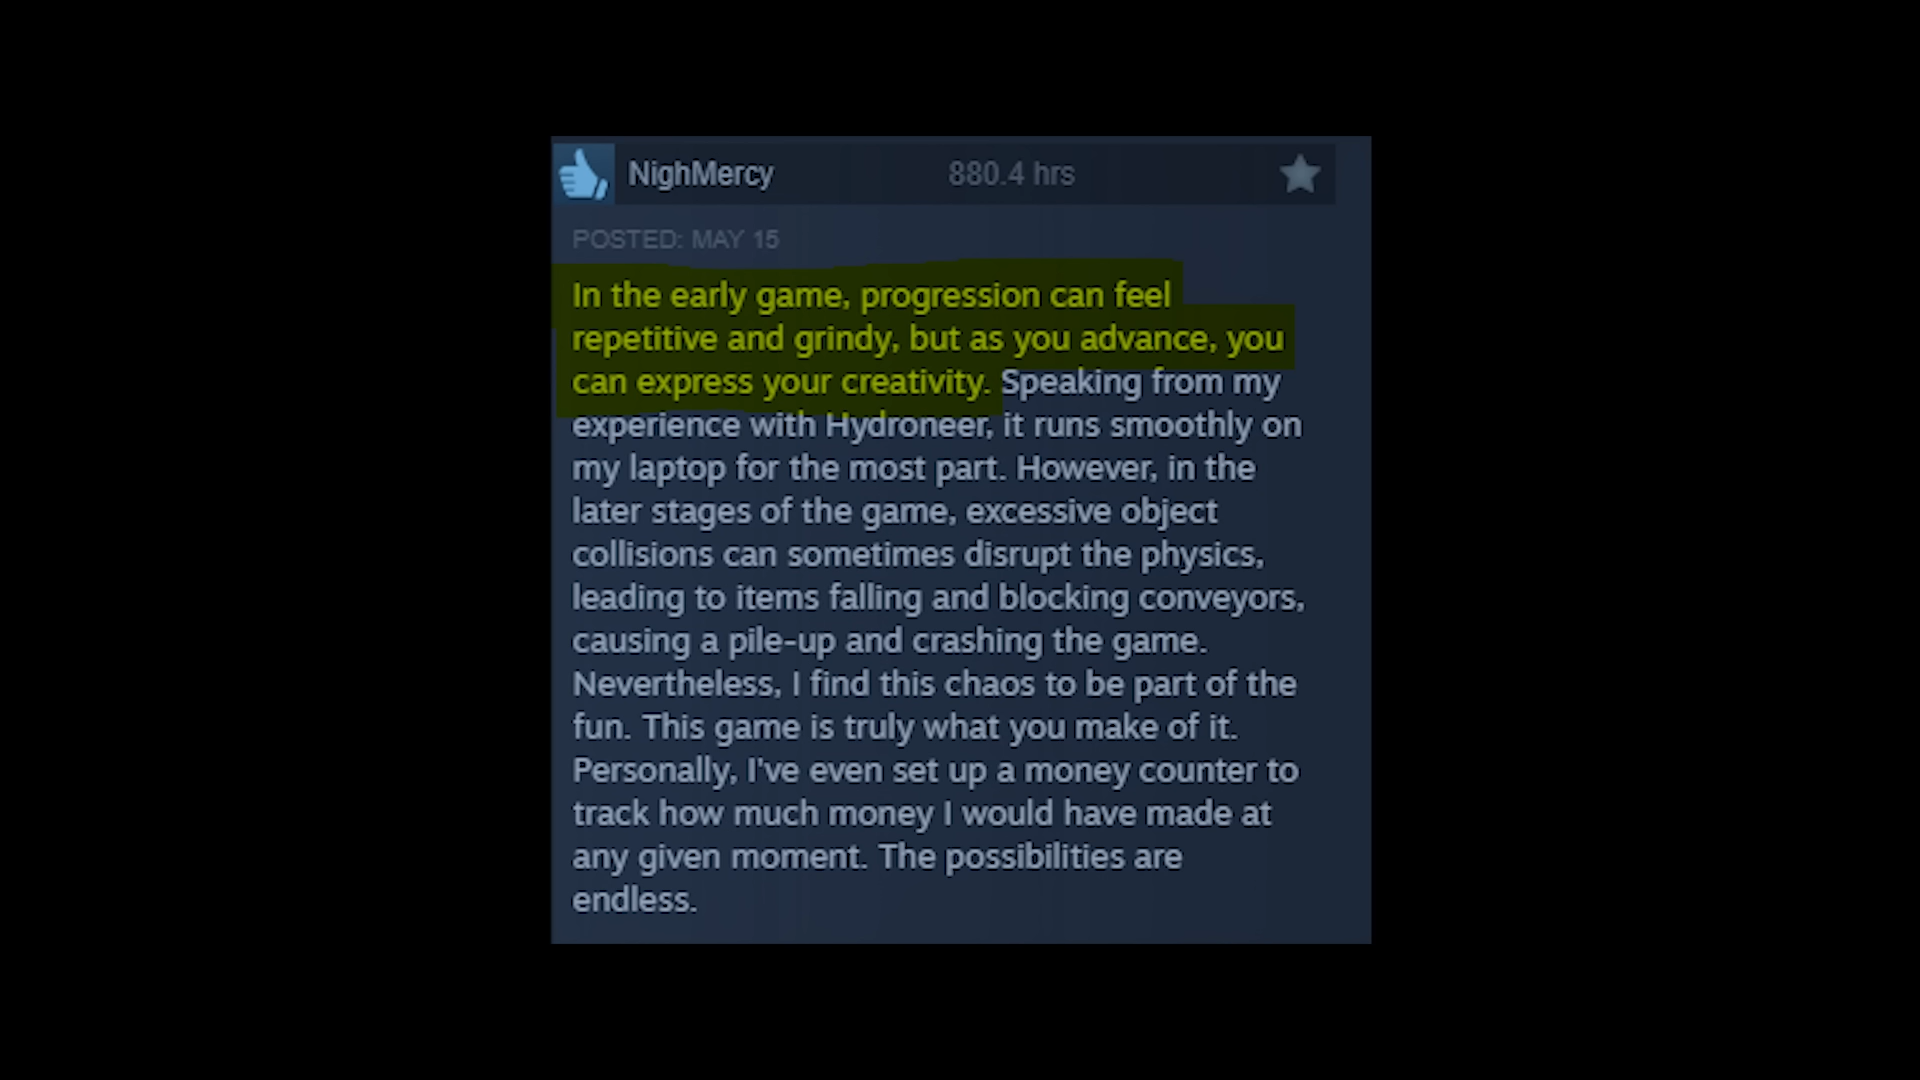 NighMercy 880.4 hrs
POSTED: MAY 15
In the early game, progression can feel
repetitive and grindy, but as you advance, you
can express your creativity. Speaking from my
experience with Hydroneer, it runs smoothly on
my laptop for the most part. However, in the
later stages of the game, excessive object
collisions can sometimes disrupt the physics,
leading to items falling and blocking conveyors,
causing a pile-up and crashing the game.
Nevertheless, I find this chaos to be part of the
fun. This game is truly what you make of it.
Personally, I've even set up a money counter to
track how much money I would have made at
any given moment. The possibilities are
endless.